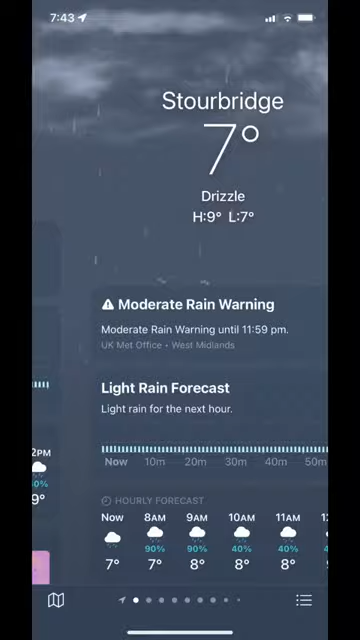 7:43
Stourbridge
7°
Drizzle
H:9° L:7°
Moderate Rain Warning
Moderate Rain Warning until 11:59 pm.
UK Met Office • West Midlands
Light Rain Forecast
Light rain for the next hour.
Now 10m 20m 30m 40m 50m
HOURLY FORECAST
2PM Now 8AM 9AM 10AM 11AM
90% 90% 40% 40%
9° 7° 7° 8° 8° 8°